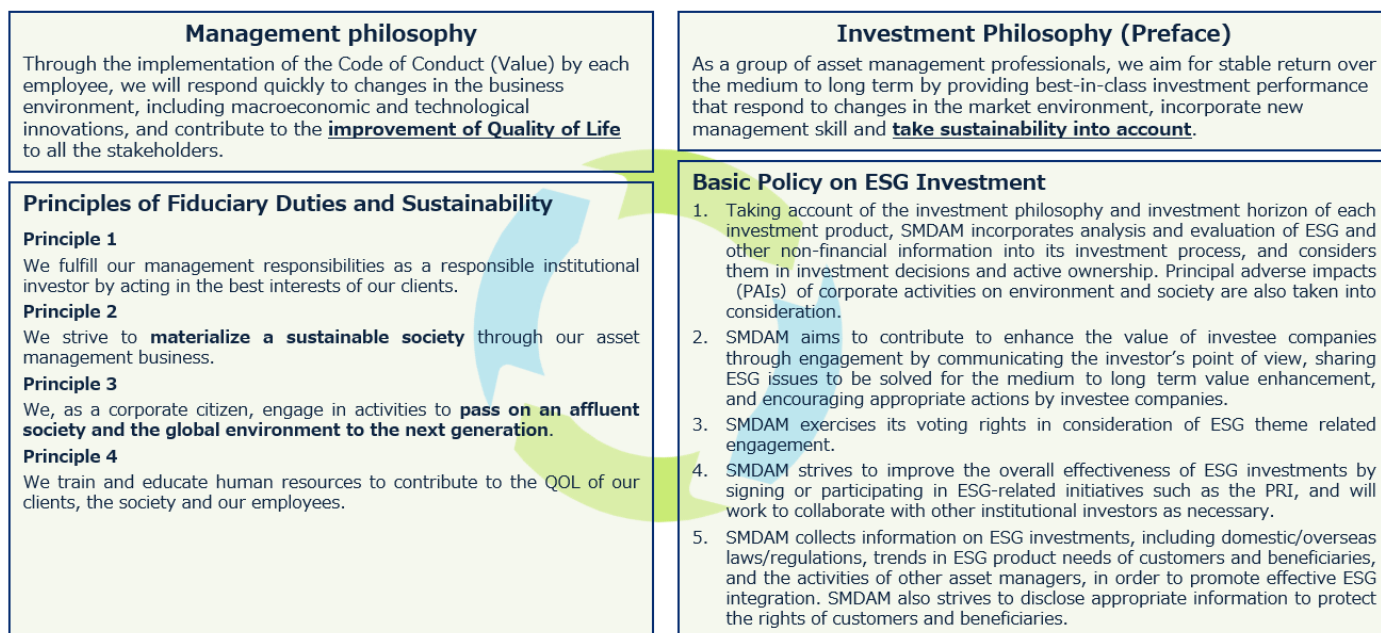 Management philosophy
Through the implementation of the Code of Conduct (Value) by each
employee, we will respond quickly to changes in the business
environment, including macroeconomic and technological
innovations, and contribute to the improvement of Quality of Life
to all the stakeholders.
Principles of Fiduciary Duties and Sustainability
Principle 1
We fulfill our management responsibilities as a responsible institutional
investor by acting in the best interests of our clients.
Principle 2
We strive to materialize a sustainable society through our asset
management business.
Principle 3
We, as a corporate citizen, engage in activities to pass on an affluent
society and the global environment to the next generation.
Principle 4
We train and educate human resources to contribute to the QOL of our
clients, the society and our employees.
Investment Philosophy (Preface)
As a group of asset management professionals, we aim for stable return over
the medium to long term by providing best-in-class investment performance
that respond to changes in the market environment, incorporate new
management skill and take sustainability into account.
Basic Policy on ESG Investment
1. Taking account of the investment philosophy and investment horizon of each
investment product, SMDAM incorporates analysis and evaluation of ESG and
other non-financial information into its investment process, and considers
them in investment decisions and active ownership. Principal adverse impacts
(PAIs) of corporate activities on environment and society are also taken into
consideration.
2. SMDAM aims to contribute to enhance the value of investee companies
through engagement by communicating the investor's point of view, sharing
ESG issues to be solved for the medium to long term value enhancement,
and encouraging appropriate actions by investee companies.
3. SMDAM exercises its voting rights in consideration of ESG theme related
engagement.
4. SMDAM strives to improve the overall effectiveness of ESG investments by
signing or participating in ESG-related initiatives such as the PRI, and will
work to collaborate with other institutional investors as necessary.
5. SMDAM collects information on ESG investments, including domestic/overseas
laws/regulations, trends in ESG product needs of customers and beneficiaries,
and the activities of other asset managers, in order to promote effective ESG
integration. SMDAM also strives to disclose appropriate information to protect
the rights of customers and beneficiaries.